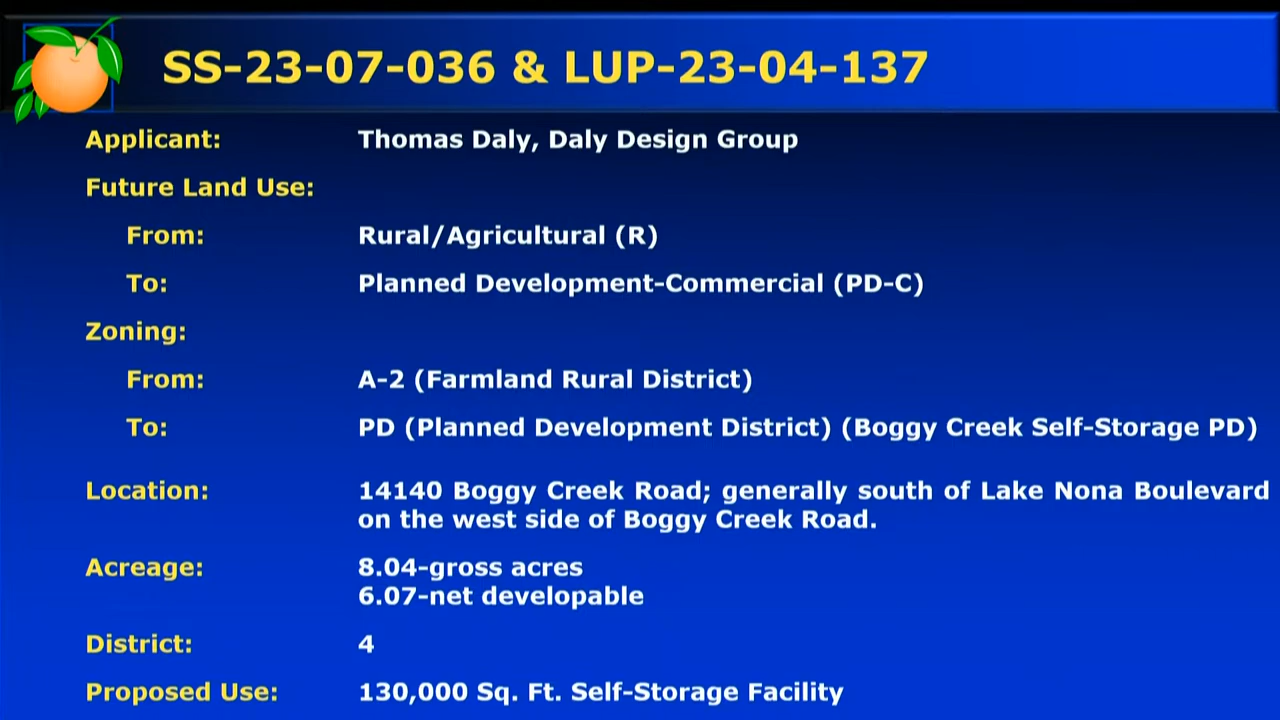 SS-23-07-036 & LUP-23-04-137
Applicant: Thomas Daly, Daly Design Group
Future Land Use:
From: Rural/Agricultural (R)
To: Planned Development-Commercial (PD-C)
Zoning:
From: A-2 (Farmland Rural District)
To: PD (Planned Development District) (Boggy Creek Self-Storage PD)
Location: 14140 Boggy Creek Road; generally south of Lake Nona Boulevard
on the west side of Boggy Creek Road.
Acreage: 8.04-gross acres
6.07-net developable
District: 4
Proposed Use: 130,000 Sq. Ft. Self-Storage Facility